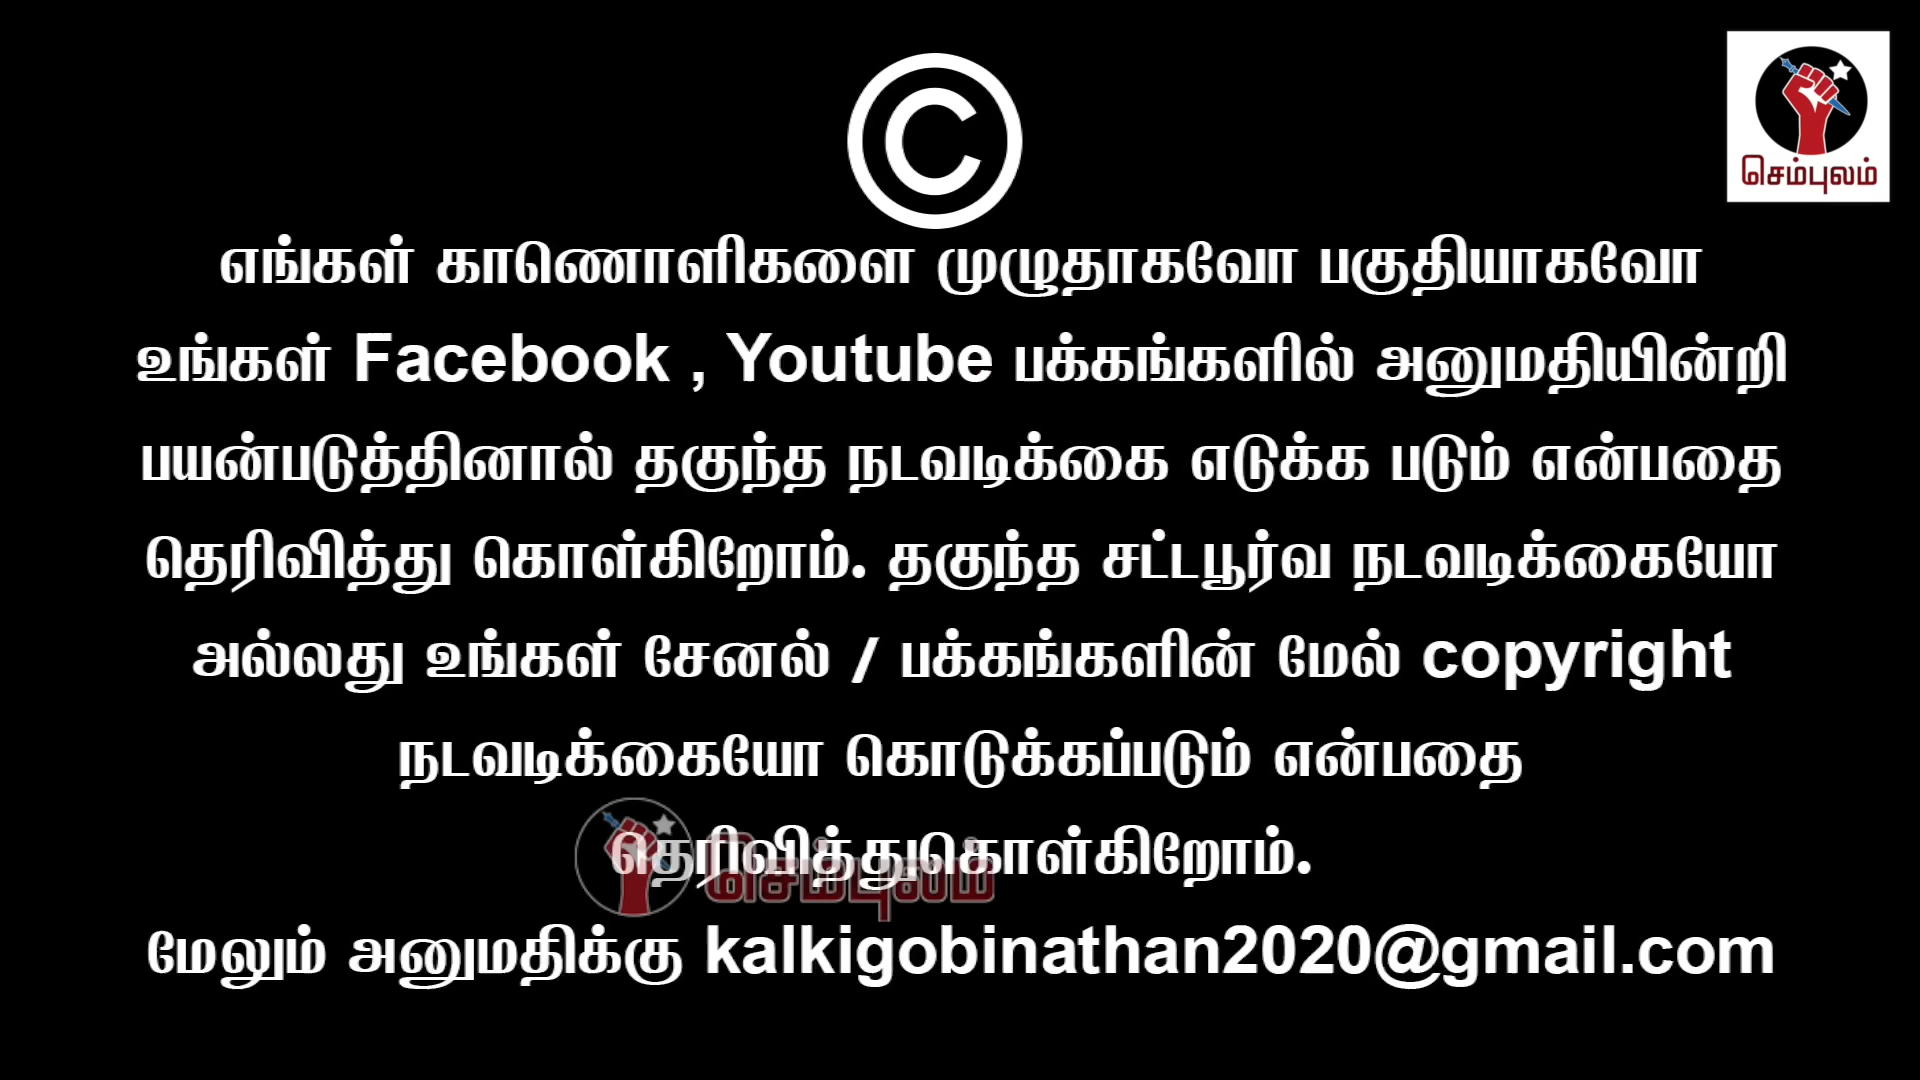 ©
செம்புலம்
எங்கள் காணொளிகளை முழுதாகவோ பகுதியாகவோ
உங்கள் Facebook , Youtube பக்கங்களில் அனுமதியின்றி
பயன்படுத்தினால் தகுந்த நடவடிக்கை எடுக்க படும் என்பதை
தெரிவித்து கொள்கிறோம். தகுந்த சட்டபூர்வ நடவடிக்கையோ
அல்லது உங்கள் சேனல் / பக்கங்களின் மேல் copyright
நடவடிக்கையோ கொடுக்கப்படும் என்பதை
தெரிவித்துகொள்கிறோம்.
செம்புலம்
மேலும் அனுமதிக்கு kalkigobinathan2020@gmail.com